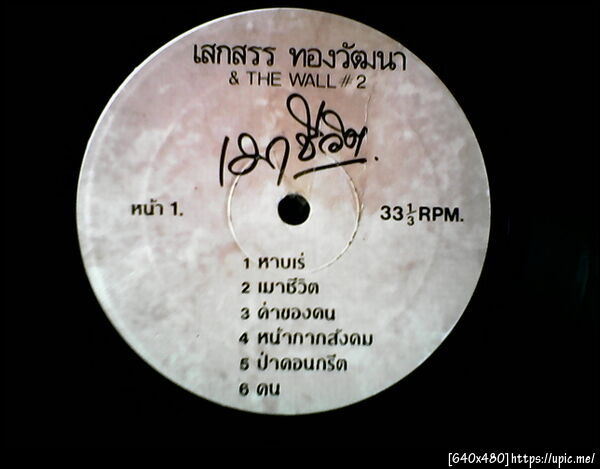 เสกสรร ทองวัฒนา
& THE WALL #2
เมาชีวิต.
หน้า 1.
33 1/3 RPM.
1 หาบเร่
2 เมาชีวิต
3 ค่าของคน
4 หน้ากากสังคม
5 ป่าคอนกรีต
6 คน
[640x480]https://upic.me/